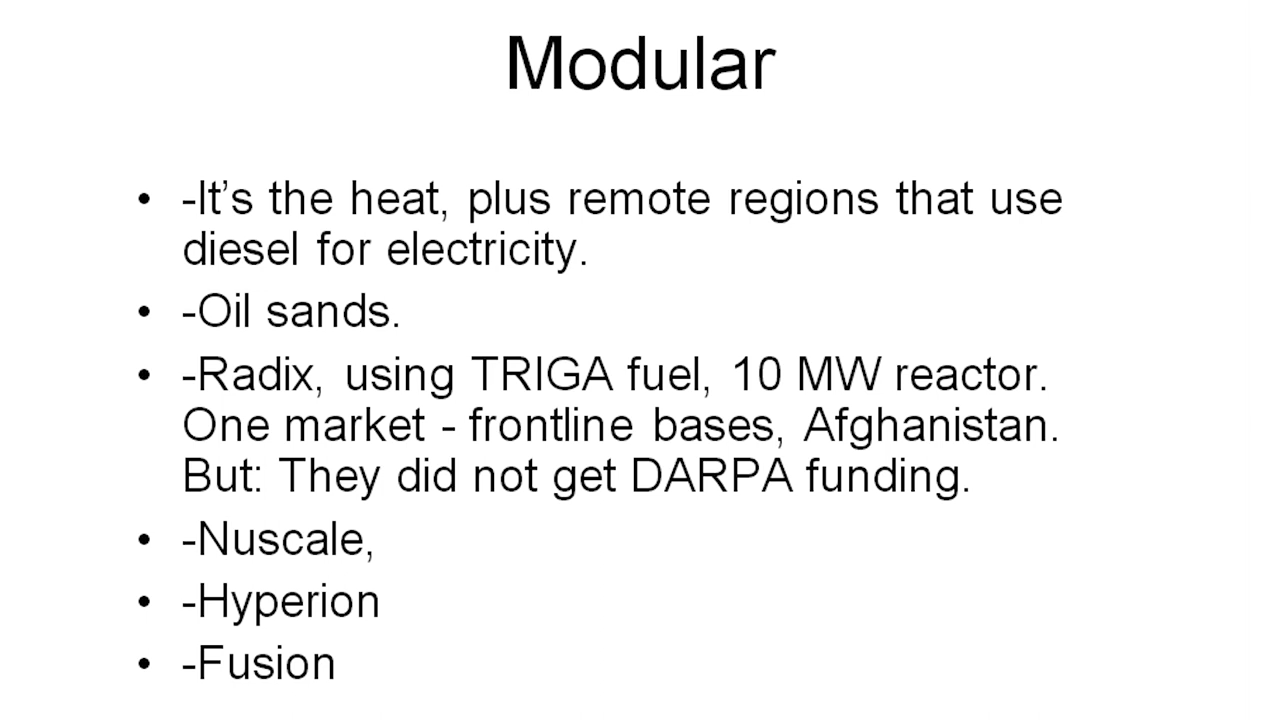 Modular
• -It’s the heat, plus remote regions that use
diesel for electricity.
• -Oil sands.
• -Radix, using TRIGA fuel, 10 MW reactor.
One market - frontline bases, Afghanistan.
But: They did not get DARPA funding.
• -Nuscale,
• -Hyperion
• -Fusion